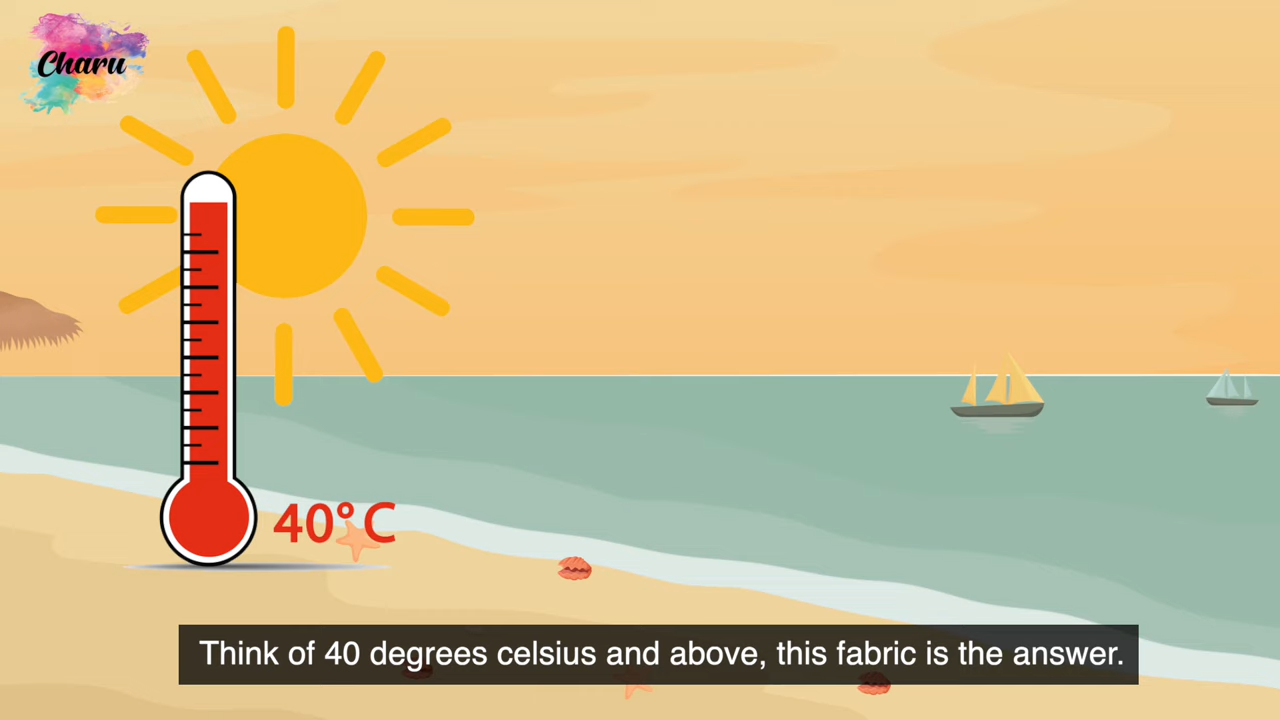 Charu
40°C
Think of 40 degrees celsius and above, this fabric is the answer.